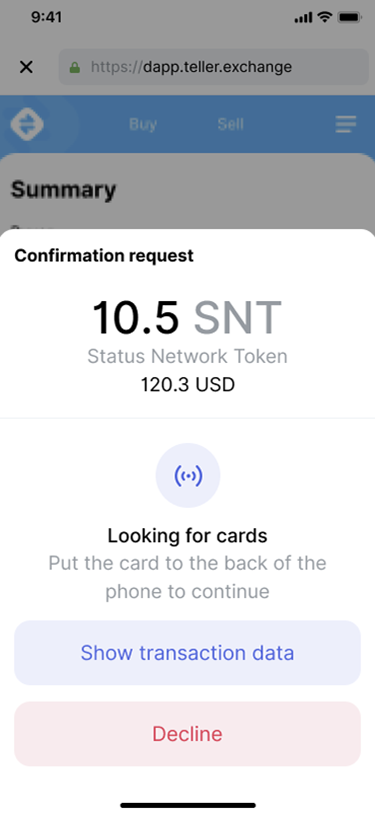 9:41
https://dapp.teller.exchange
Buy Sell
Summary
Confirmation request
10.5 SNT
Status Network Token
120.3 USD
Looking for cards
Put the card to the back of the
phone to continue
Show transaction data
Decline